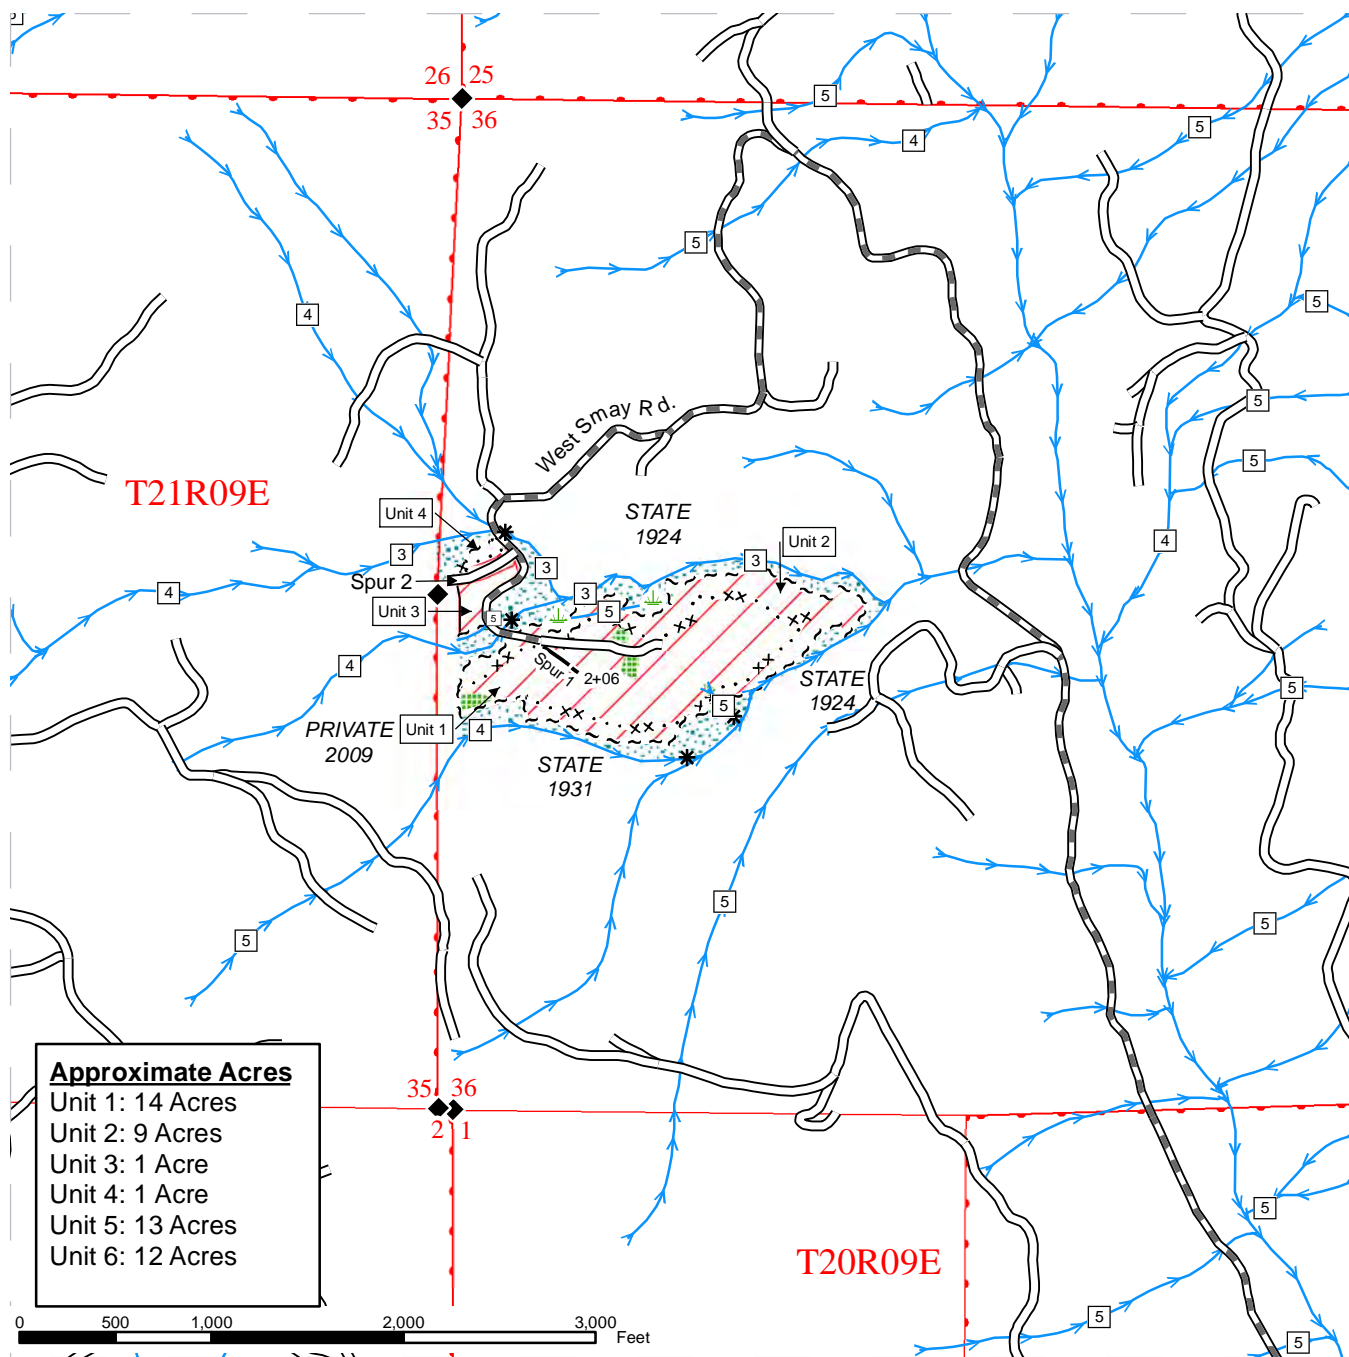 26 25
5
35 36
5
4
5
5
4
5
West Smay Rd.
5
5
T21R09E
Unit 4
STATE
1924
Unit 2
4
3
3
3
Spur 2
4
Unit 3
5
5
4
Spur 1
2+06
STATE
1924
5
5
PRIVATE
2009
Unit 1
4
STATE
1931
5
5
5
Approximate Acres
Unit 1: 14 Acres
Unit 2: 9 Acres
Unit 3: 1 Acre
Unit 4: 1 Acre
Unit 5: 13 Acres
Unit 6: 12 Acres
35 36
2 1
5
T20R09E
5
5
0 500 1,000 2,000 3,000
Feet